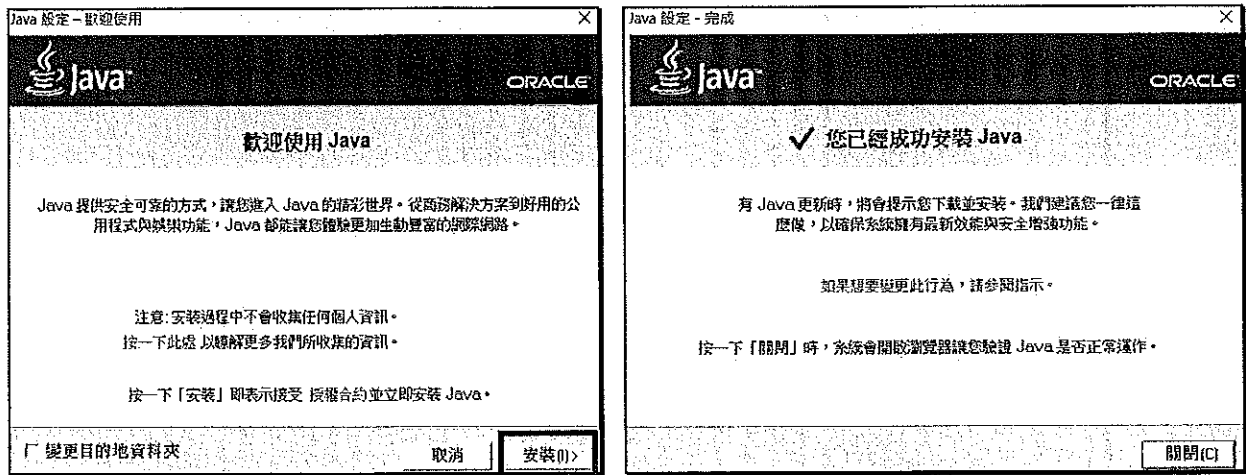 Java 設定 – 歡迎使用
Java
ORACLE
歡迎使用 Java
Java 提供安全可靠的方式，讓您進入 Java 的精彩世界。從商務解決方案到好用的公
用程式與娛樂功能，Java 都能讓您體驗更加生動豐富的網際網路。
注意: 安裝過程中不會收集任何個人資訊。
按一下此處 以瞭解更多我們所收集的資訊。
按一下「安裝」即表示接受 授權合約 並立即安裝 Java。
變更目的地資料夾
取消
安裝(I)>
Java 設定 - 完成
Java
ORACLE
您已經成功安裝 Java
有 Java 更新時，將會提示您下載並安裝。我們建議您一律這
麼做，以確保系統擁有最新效能與安全增強功能。
如果想要變更此行為，請參閱指示。
按一下「關閉」時，系統會開啟瀏覽器讓您驗證 Java 是否正常運作。
關閉(C)